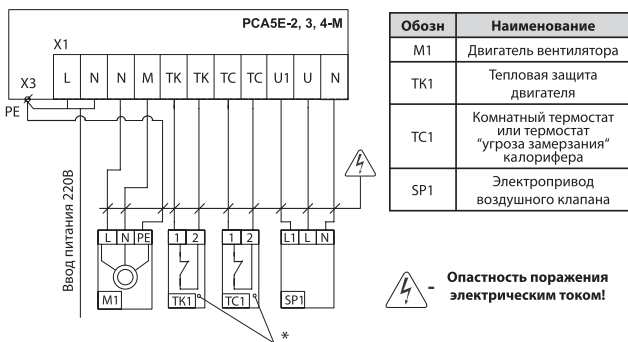 PCA5E-2, 3, 4-M
X1
L N N M TK TK TC TC U1 U N
X3
PE
Ввод питания 220В
L N PE
1 2
1 2
L1 L N
M1
TK1
TC1
SP1
*
Обозн Наименование
M1 Двигатель вентилятора
TK1 Тепловая защита
двигателя
TC1 Комнатный термостат
или термостат
“угроза замерзания“
калорифера
SP1 Электропривод
воздушного клапана
- Опастность поражения
электрическим током!